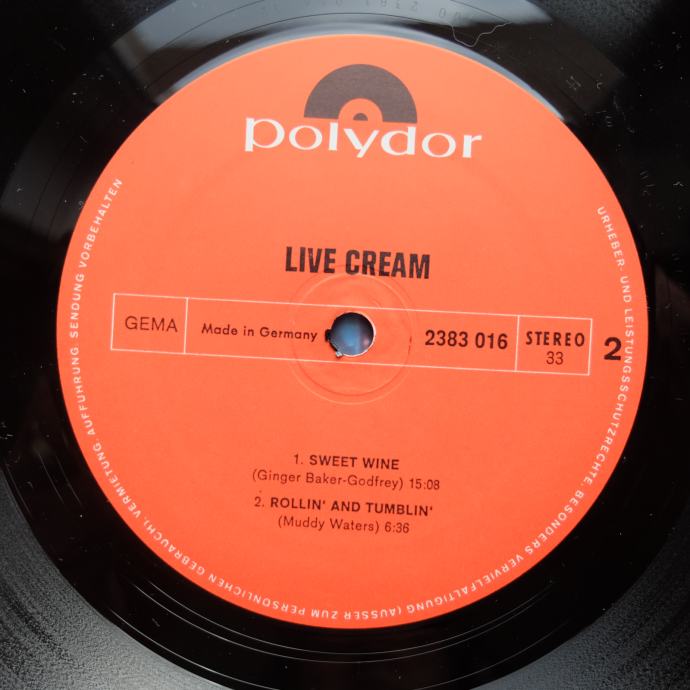 polydor
LIVE CREAM
GEMA
Made in Germany
2383 016
STEREO
33
2
1. SWEET WINE
(Ginger Baker-Godfrey) 15:08
2. ROLLIN' AND TUMBLIN'
(Muddy Waters) 6:36
URHEBER- UND LEISTUNGSSCHUTZRECHTE, BESONDERS VERVIELFÄLTIGUNG (AUSSER ZUM PERSÖNLICHEN GEBRAUCH), VERMIETUNG, AUFFÜHRUNG, SENDUNG VORBEHALTEN